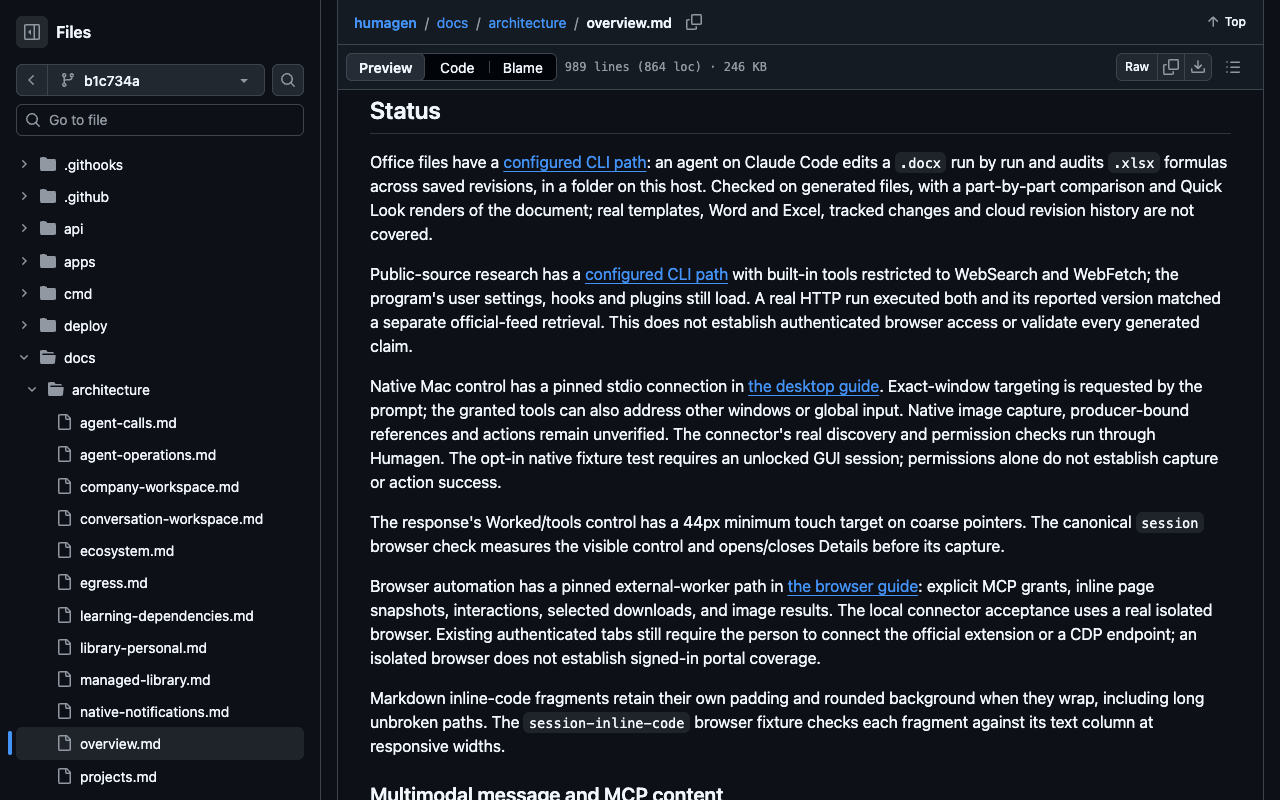 Files
b1c734a
Go to file
.githooks
.github
api
apps
cmd
deploy
docs
architecture
agent-calls.md
agent-operations.md
company-workspace.md
conversation-workspace.md
ecosystem.md
egress.md
learning-dependencies.md
library-personal.md
managed-library.md
native-notifications.md
overview.md
projects.md
humagen / docs / architecture / overview.md
Top
Preview Code Blame 989 lines (864 loc) · 246 KB
Raw
Status
Office files have a configured CLI path: an agent on Claude Code edits a .docx run by run and audits .xlsx formulas
across saved revisions, in a folder on this host. Checked on generated files, with a part-by-part comparison and Quick
Look renders of the document; real templates, Word and Excel, tracked changes and cloud revision history are not
covered.
Public-source research has a configured CLI path with built-in tools restricted to WebSearch and WebFetch; the
program's user settings, hooks and plugins still load. A real HTTP run executed both and its reported version matched
a separate official-feed retrieval. This does not establish authenticated browser access or validate every generated
claim.
Native Mac control has a pinned stdio connection in the desktop guide. Exact-window targeting is requested by the
prompt; the granted tools can also address other windows or global input. Native image capture, producer-bound
references and actions remain unverified. The connector's real discovery and permission checks run through
Humagen. The opt-in native fixture test requires an unlocked GUI session; permissions alone do not establish capture
or action success.
The response's Worked/tools control has a 44px minimum touch target on coarse pointers. The canonical session
browser check measures the visible control and opens/closes Details before its capture.
Browser automation has a pinned external-worker path in the browser guide: explicit MCP grants, inline page
snapshots, interactions, selected downloads, and image results. The local connector acceptance uses a real isolated
browser. Existing authenticated tabs still require the person to connect the official extension or a CDP endpoint; an
isolated browser does not establish signed-in portal coverage.
Markdown inline-code fragments retain their own padding and rounded background when they wrap, including long
unbroken paths. The session-inline-code browser fixture checks each fragment against its text column at
responsive widths.
Multimodal message and MCP content